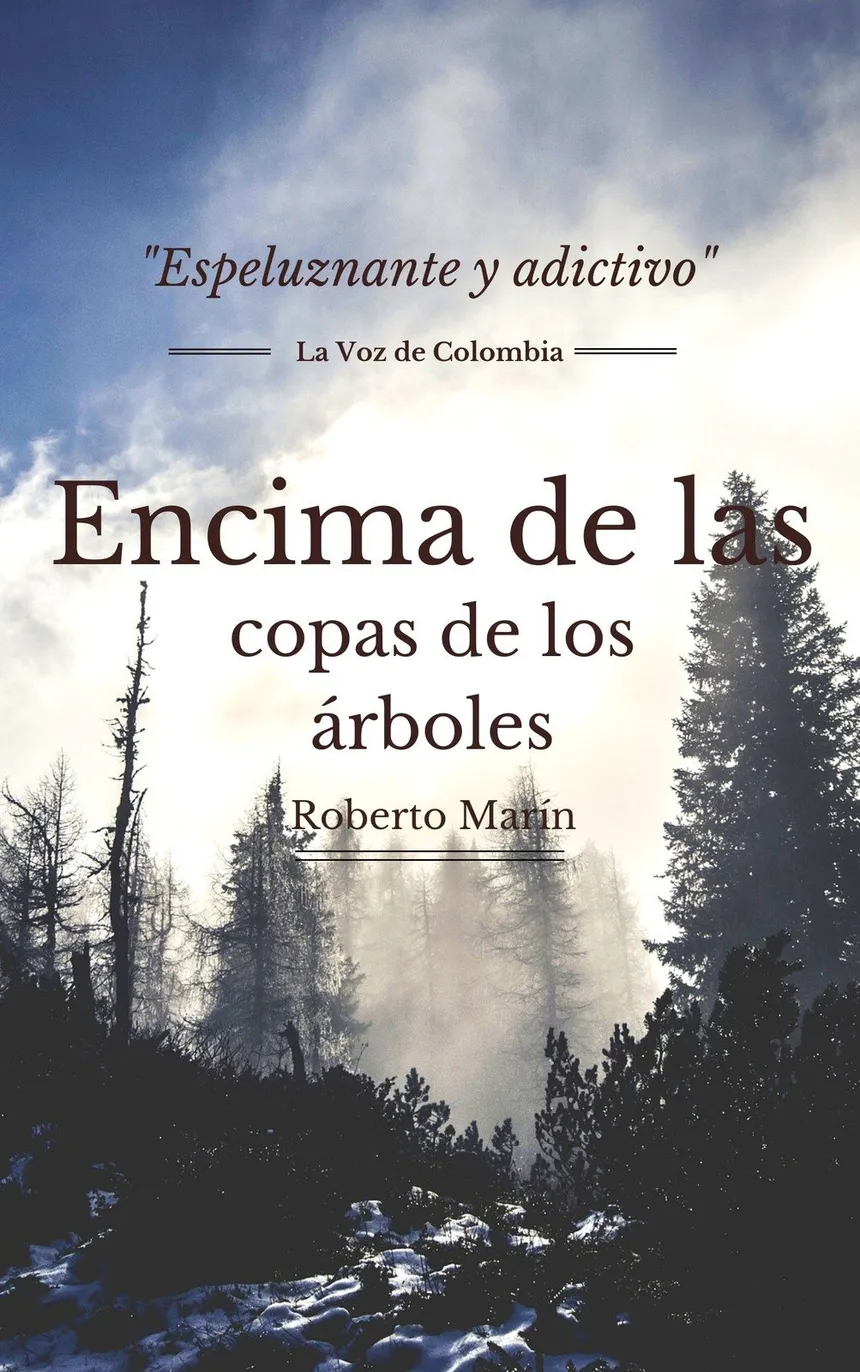 "Espeluznante y adictivo"
La Voz de Colombia
Encima de las
copas de los
árboles
Roberto Marín